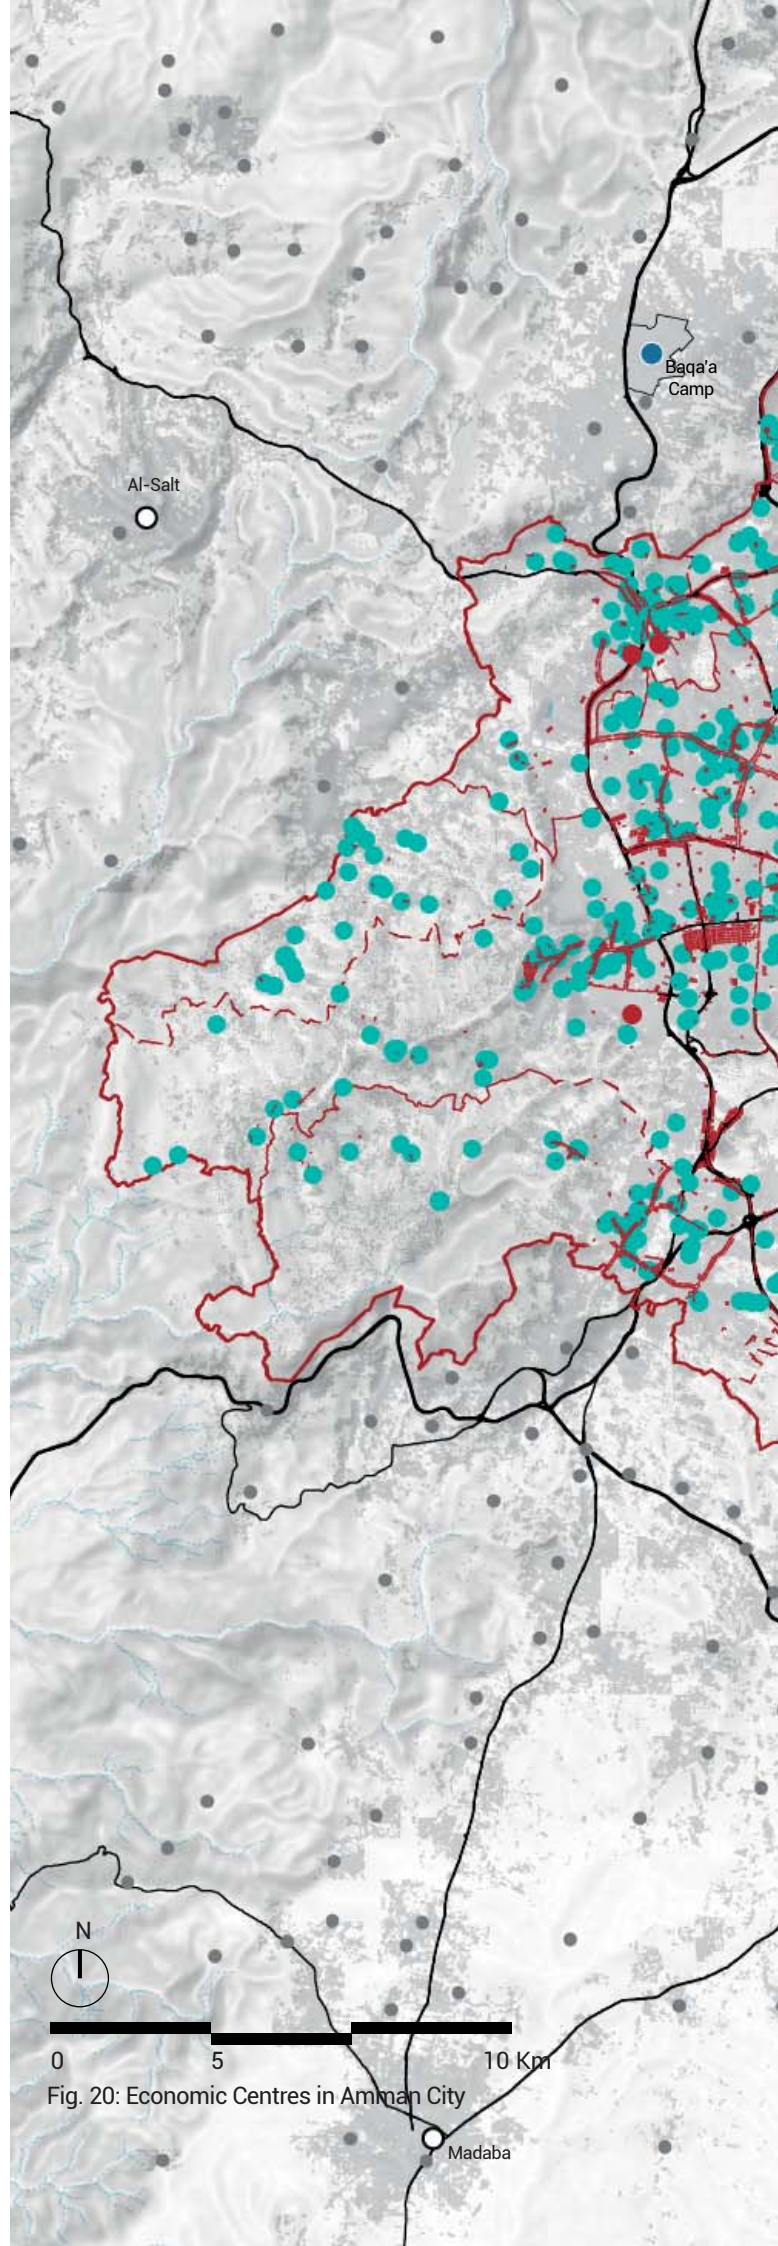 Baqa'a
Camp
Al-Salt
N
0 5 10 Km
Fig. 20: Economic Centres in Amman City
Madaba